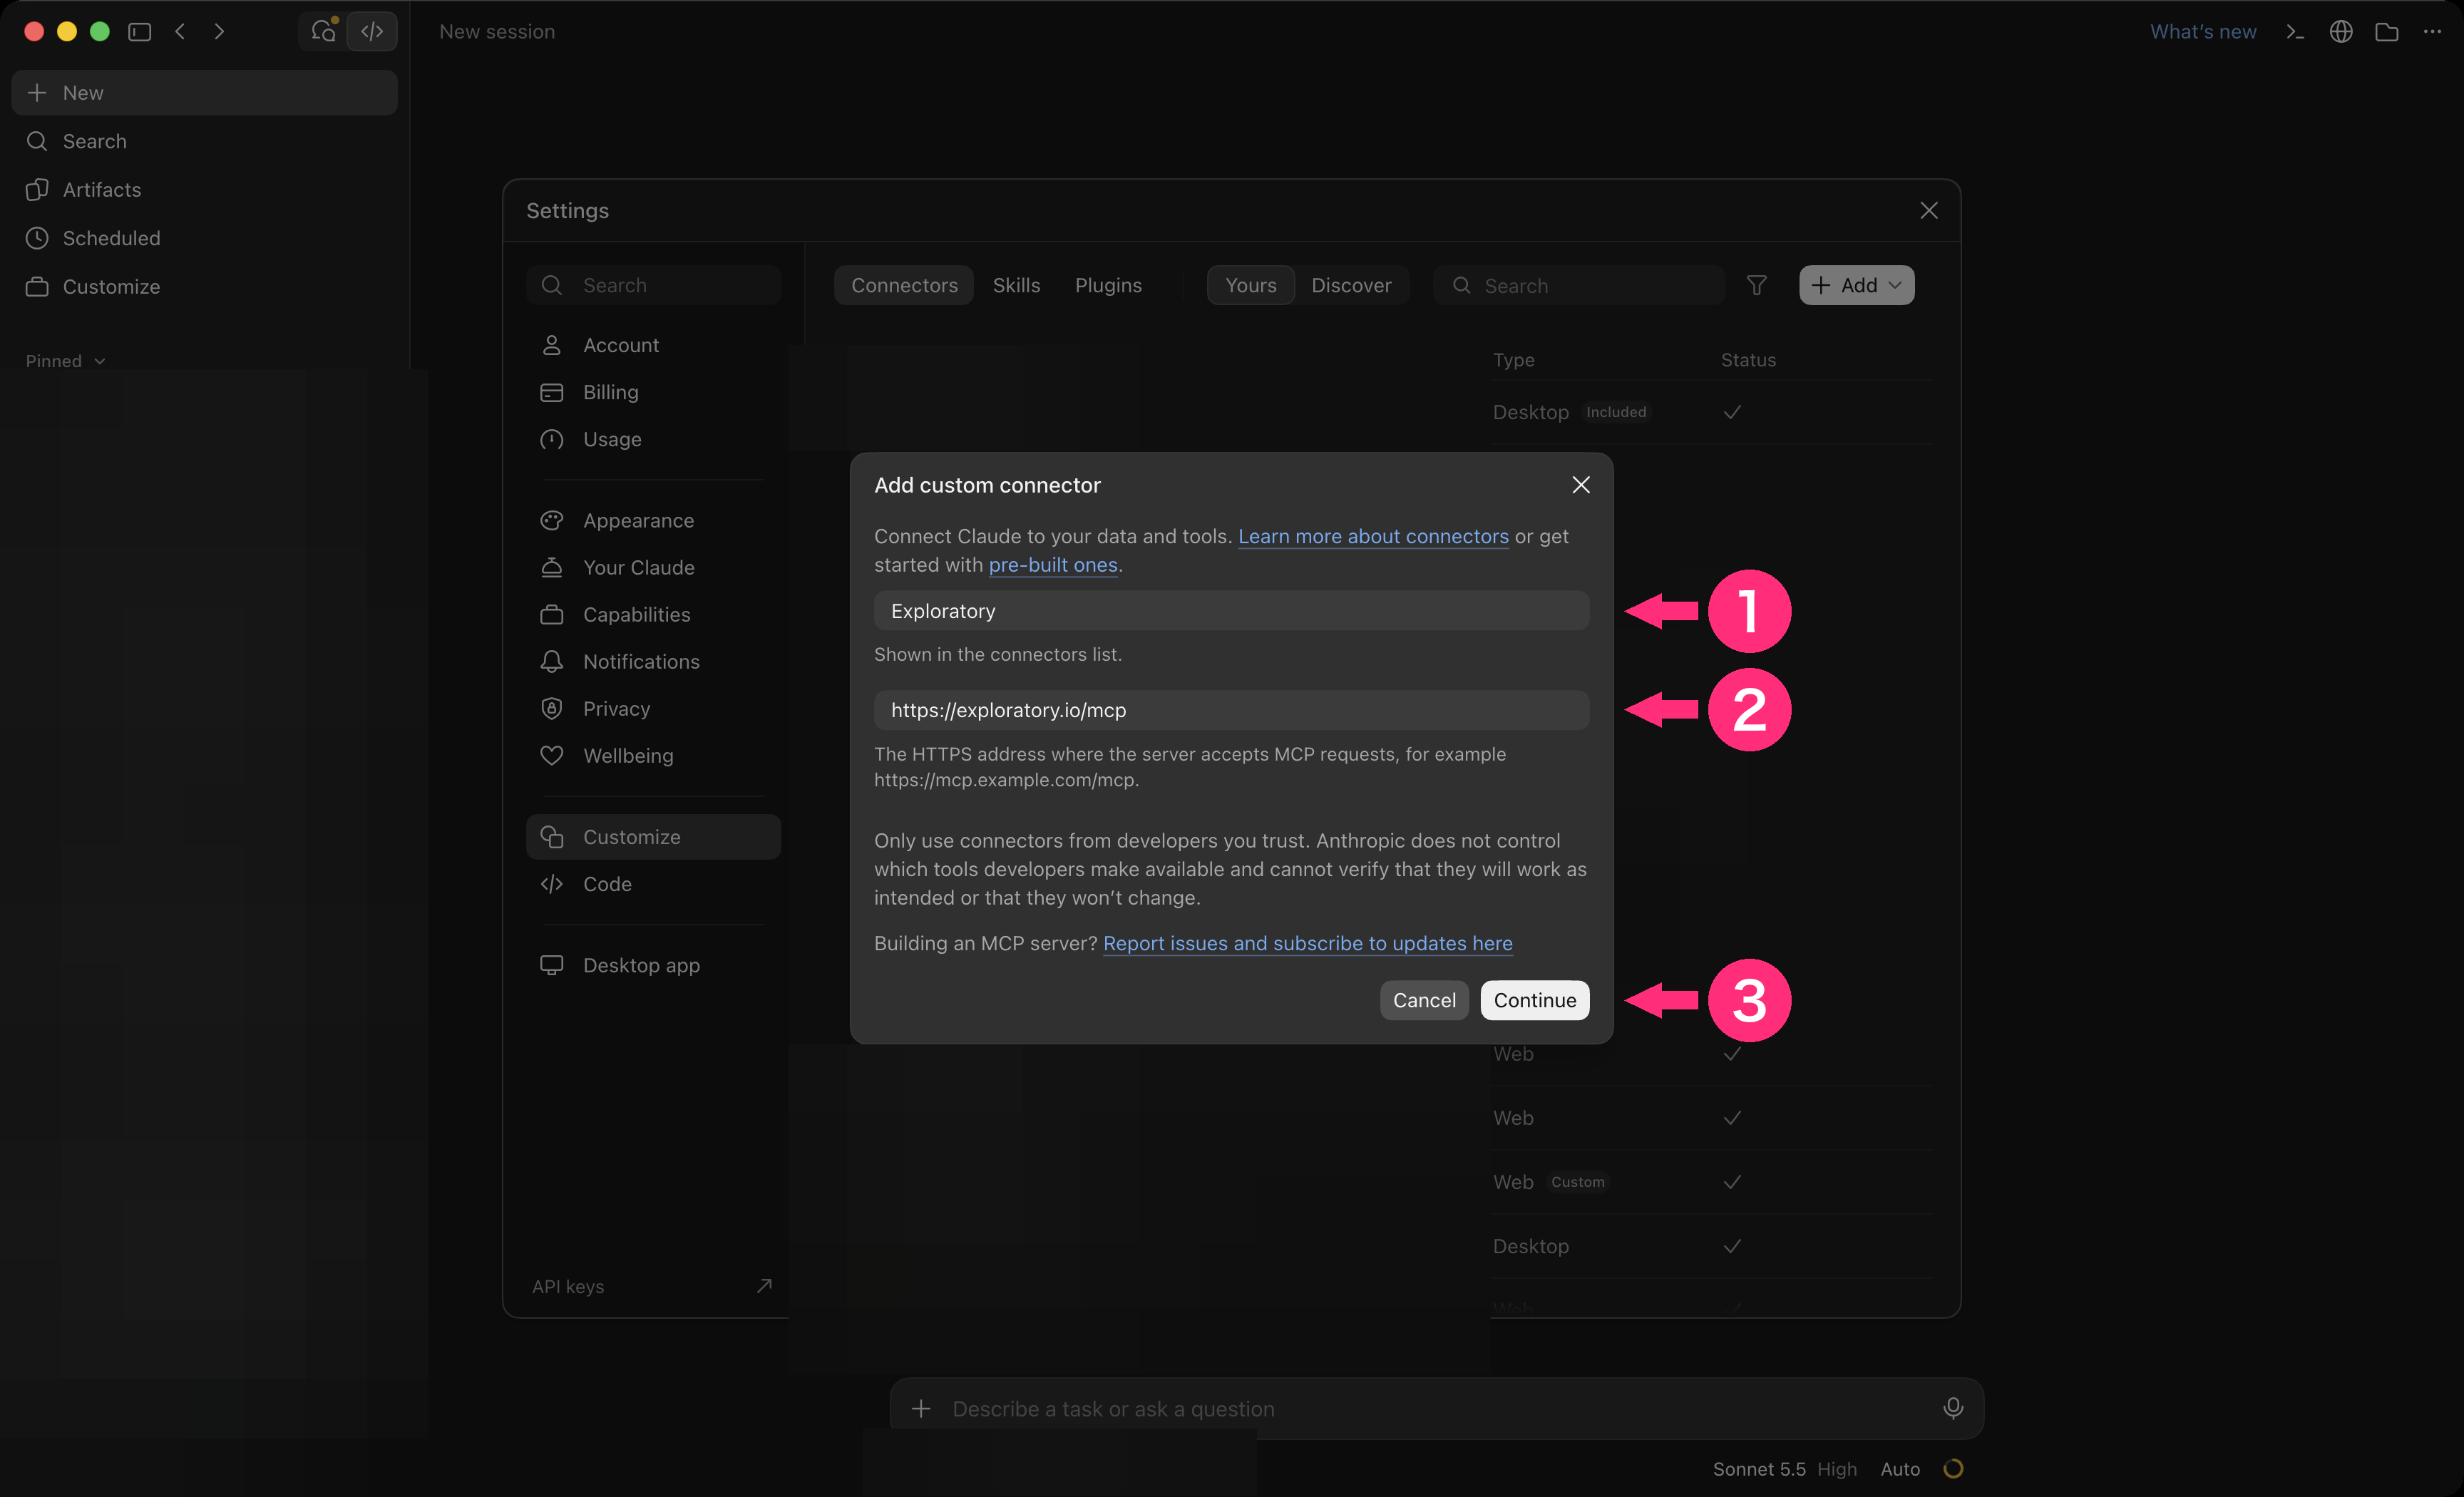 New session
What's new
New
Search
Artifacts
Scheduled
Customize
Pinned
Settings
Search
Account
Billing
Usage
Appearance
Your Claude
Capabilities
Notifications
Privacy
Wellbeing
Customize
Code
Desktop app
API keys
Connectors Skills Plugins Yours Discover Search Add
Type Status
Desktop Included
Add custom connector
Connect Claude to your data and tools. Learn more about connectors or get
started with pre-built ones.
Exploratory
1
Shown in the connectors list.
https://exploratory.io/mcp
2
The HTTPS address where the server accepts MCP requests, for example
https://mcp.example.com/mcp.
Only use connectors from developers you trust. Anthropic does not control
which tools developers make available and cannot verify that they will work as
intended or that they won't change.
Building an MCP server? Report issues and subscribe to updates here
Cancel Continue
3
Web
Web
Web Custom
Desktop
Web
Describe a task or ask a question
Sonnet 5.5 High Auto